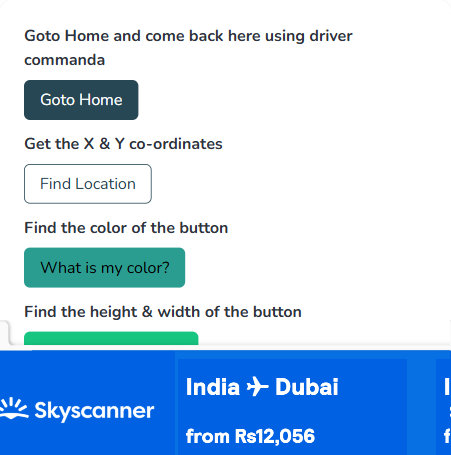 Goto Home and come back here using driver
commanda
Goto Home
Get the X & Y co-ordinates
Find Location
Find the color of the button
What is my color?
Find the height & width of the button
Skyscanner
India Dubai
from Rs12,056